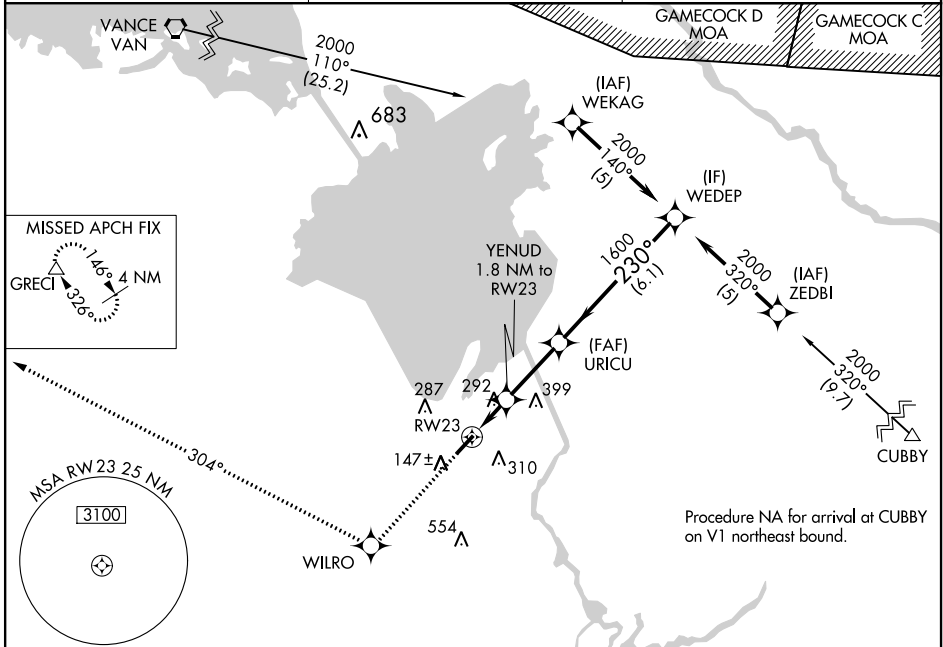 VANCE
VAN
2000
110°
(25.2)
GAMECOCK D
MOA
GAMECOCK C
MOA
683
(IAF)
WEKAG
2000
140°
(5)
(IF)
WEDEP
MISSED APCH FIX
GRECI
146°
4 NM
326°
YENUD
1.8 NM to
RW23
1600
230°
(6.1)
2000
320°
(5)
(IAF)
ZEDBI
(FAF)
URICU
2000
320°
(9.7)
CUBBY
287
292
399
RW23
147±
310
304°
554
WILRO
MSA RW 23 25 NM
3100
Procedure NA for arrival at CUBBY
on V1 northeast bound.